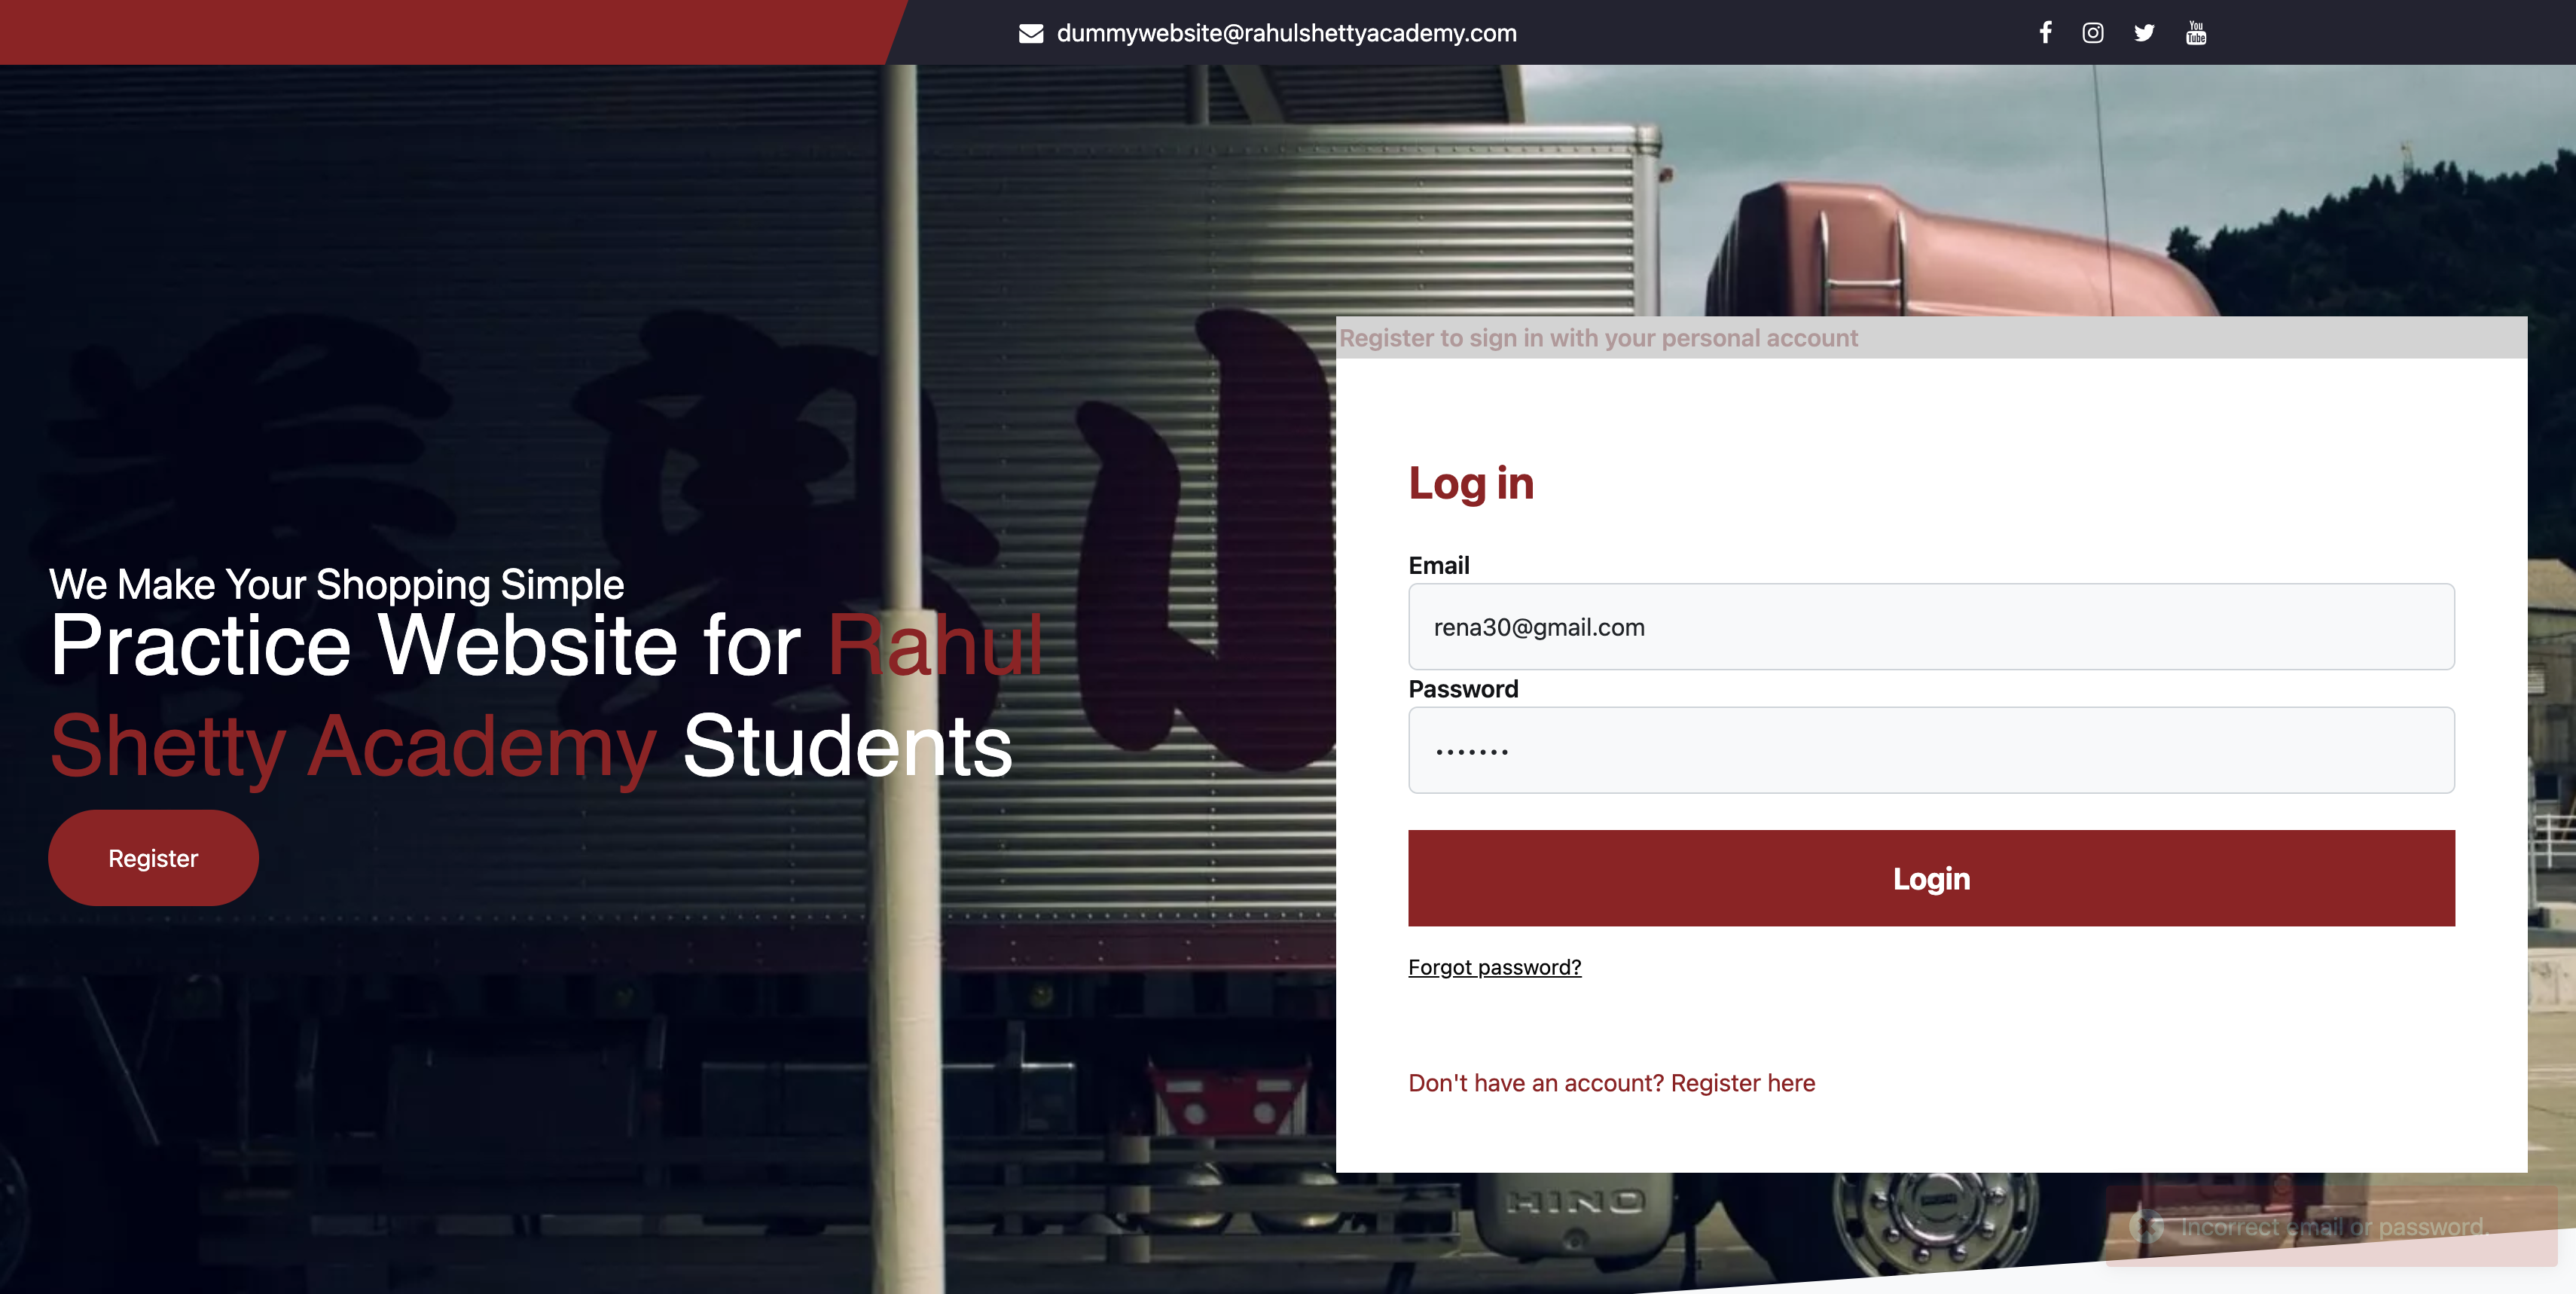 dummywebsite@rahulshettyacademy.com
You
Tube
Register to sign in with your personal account
Log in
Email
rena30@gmail.com
We Make Your Shopping Simple
Practice Website for Rahul
Shetty Academy Students
Password
•••••••
Register
Login
Forgot password?
Don't have an account? Register here
HINO
Incorrect email or password.